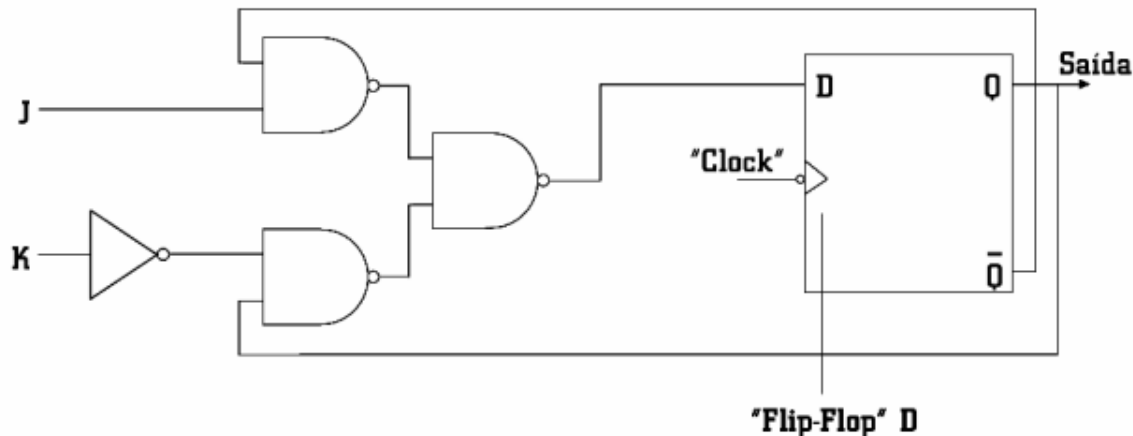 Saída
D
Q
J
"Clock"
K
Q̅
"Flip-Flop" D